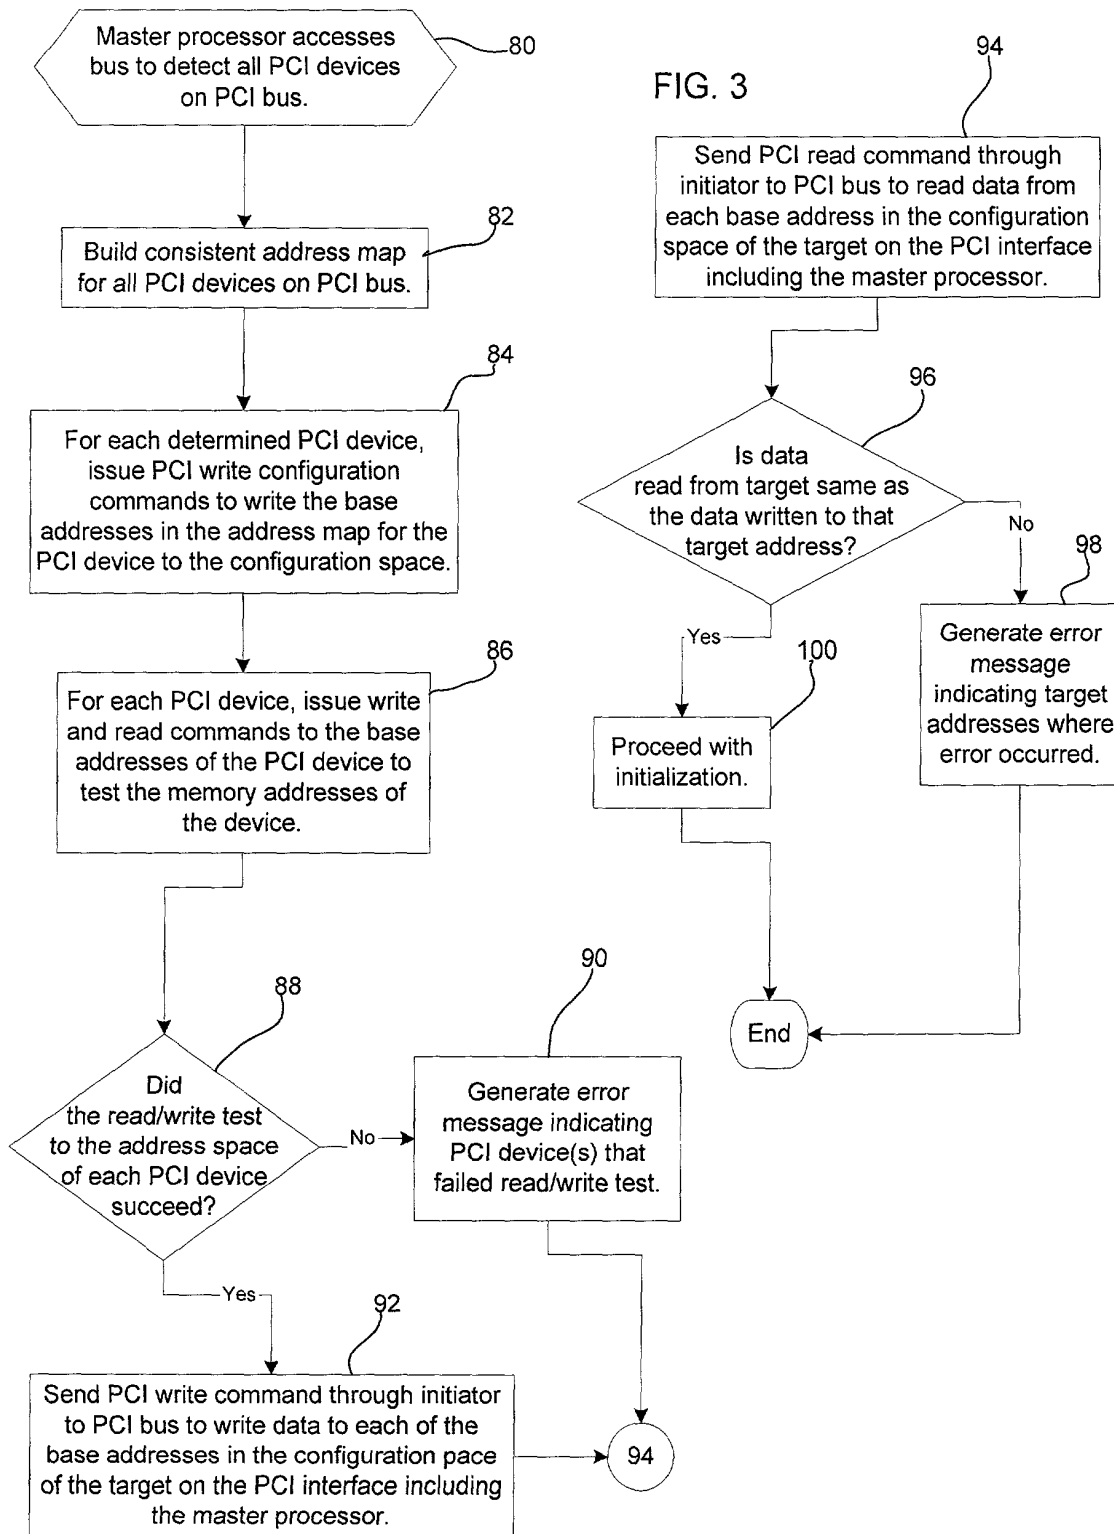 Master processor accesses
bus to detect all PCI devices
on PCI bus.
80
Build consistent address map
for all PCI devices on PCI bus.
82
For each determined PCI device,
issue PCI write configuration
commands to write the base
addresses in the address map for the
PCI device to the configuration space.
84
For each PCI device, issue write
and read commands to the base
addresses of the PCI device to
test the memory addresses of
the device.
86
Did
the read/write test
to the address space
of each PCI device
succeed?
88
No
Generate error
message indicating
PCI device(s) that
failed read/write test.
90
Yes
Send PCI write command through initiator
to PCI bus to write data to each of the
base addresses in the configuration pace
of the target on the PCI interface including
the master processor.
92
94
FIG. 3
94
Send PCI read command through
initiator to PCI bus to read data from
each base address in the configuration
space of the target on the PCI interface
including the master processor.
96
Is data
read from target same as
the data written to that
target address?
No
98
Generate error
message
indicating target
addresses where
error occurred.
Yes
100
Proceed with
initialization.
End